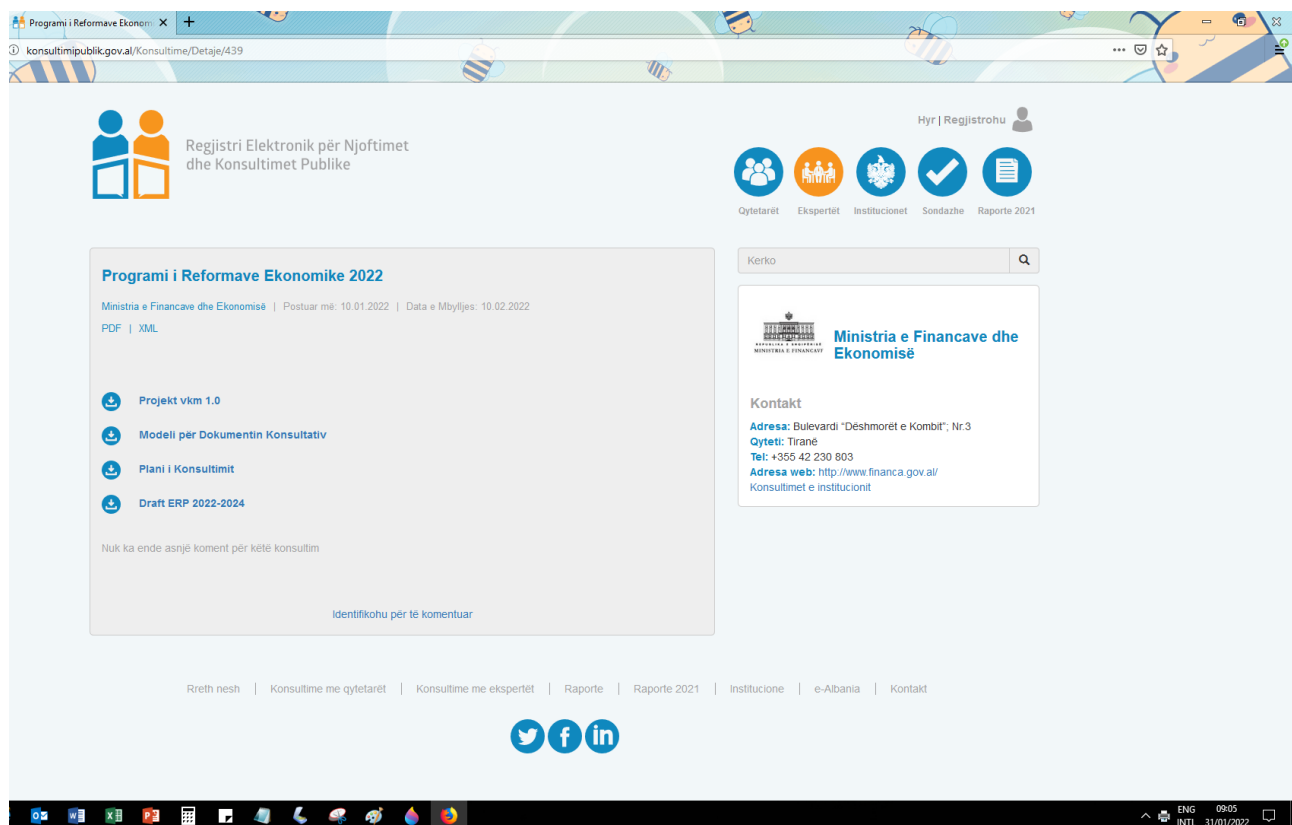 Programi i Reformave Ekonom
konsultimipublik.gov.al/Konsultime/Detaje/439
Hyr | Regjistrohu
Regjistri Elektronik për Njoftimet
dhe Konsultimet Publike
Qytetarët Ekspertët Institucionet Sondazhe Raporte 2021
Programi i Reformave Ekonomike 2022
Ministria e Financave dhe Ekonomisë | Postuar më: 10.01.2022 | Data e Mbylljes: 10.02.2022
PDF | XML
Projekt vkm 1.0
Modeli për Dokumentin Konsultativ
Plani i Konsultimit
Draft ERP 2022-2024
Nuk ka ende asnjë koment për këtë konsultim
Identifikohu për të komentuar
Kerko
REPUBLIKA E SHQIPËRISË
MINISTRIA E FINANCAVE
Ministria e Financave dhe
Ekonomisë
Kontakt
Adresa: Bulevardi “Dëshmorët e Kombit”; Nr.3
Qyteti: Tiranë
Tel: +355 42 230 803
Adresa web: http://www.financa.gov.al/
Konsultimet e institucionit
Rreth nesh | Konsultime me qytetarët | Konsultime me ekspertët | Raporte | Raporte 2021 | Institucione | e-Albania | Kontakt
ENG 09:05
INTL 31/01/2022